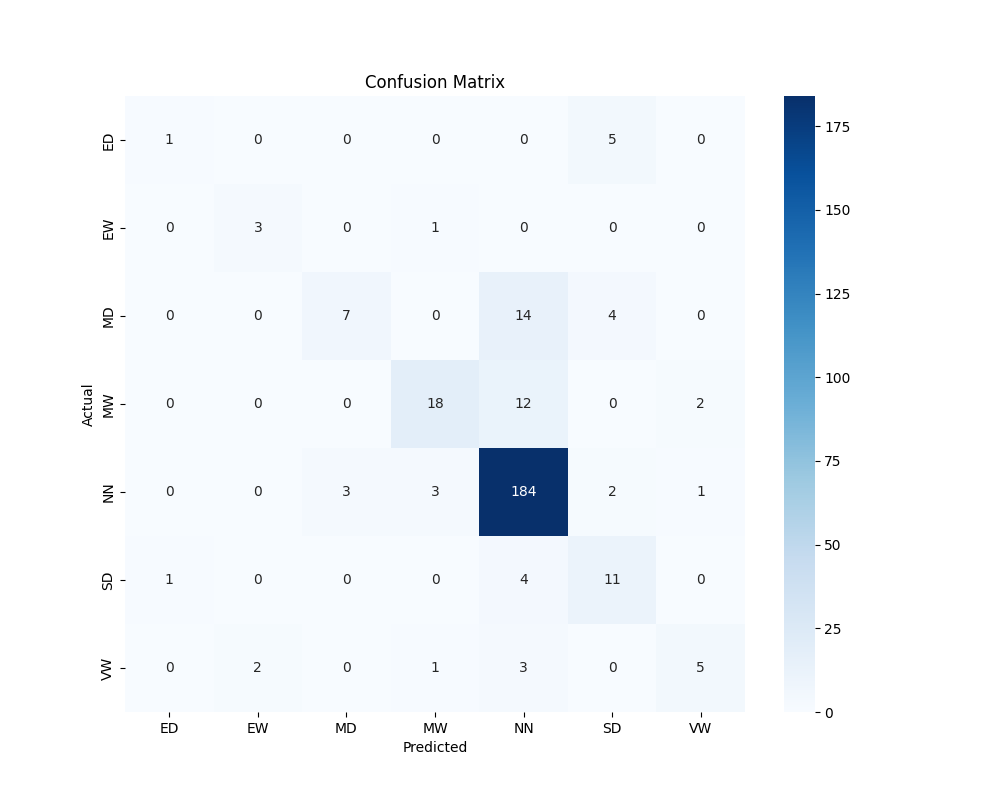 Confusion Matrix
Actual
ED 1 0 0 0 0 5 0
EW 0 3 0 1 0 0 0
MD 0 0 7 0 14 4 0
MW 0 0 0 18 12 0 2
NN 0 0 3 3 184 2 1
SD 1 0 0 0 4 11 0
VW 0 2 0 1 3 0 5
ED EW MD MW NN SD VW
Predicted
175
150
125
100
75
50
25
0